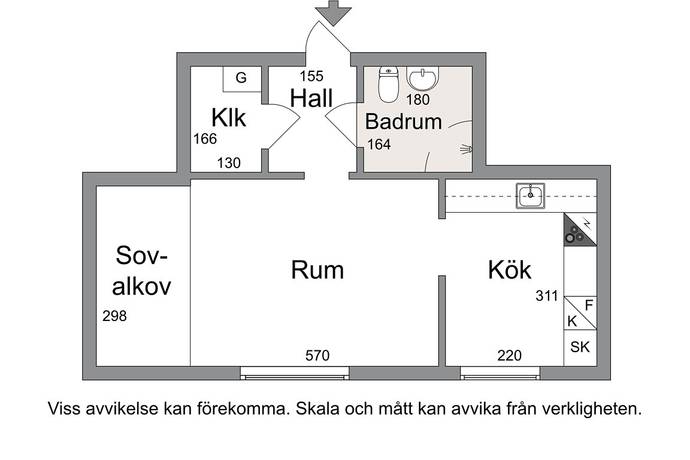 G
155
Hall
Klk
166
130
180
Badrum
164
Sov-
alkov
298
Rum
570
Kök
311
220
F
K
SK
Viss avvikelse kan förekomma. Skala och mått kan avvika från verkligheten.